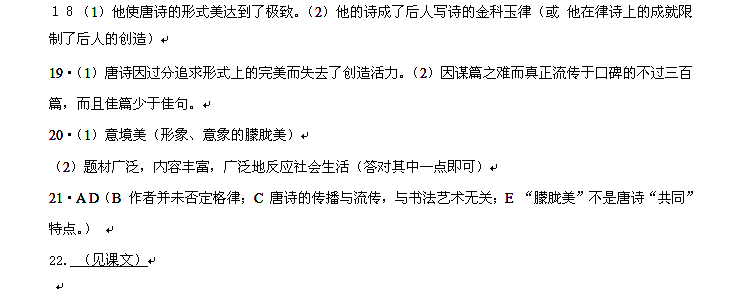 １８（1）他使唐诗的形式美达到了极致。（2）他的诗成了后人写诗的金科玉律（或 他在律诗上的成就限
制了后人的创造）
19·（1）唐诗因过分追求形式上的完美而失去了创造活力。（2）因谋篇之难而真正流传于口碑的不过三百
篇，而且佳篇少于佳句。
20·（1）意境美（形象、意象的朦胧美）
（2）题材广泛，内容丰富，广泛地反应社会生活（答对其中一点即可）
21·A D（B 作者并未否定格律；C 唐诗的传播与流传，与书法艺术无关；E “朦胧美”不是唐诗“共同”
特点。）
22. （见课文）